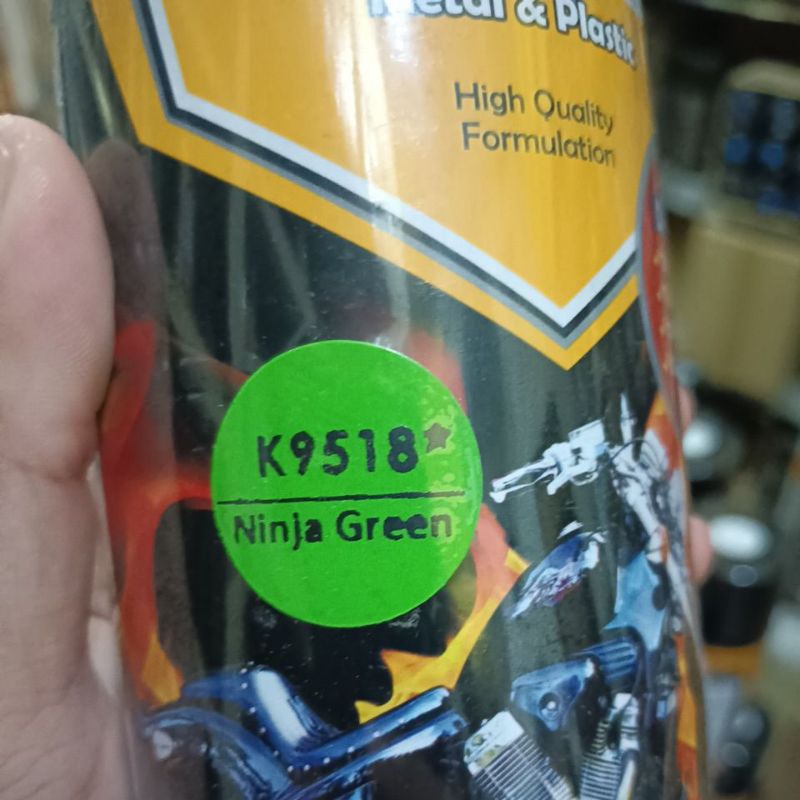 Metal & Plastic
High Quality
Formulation
K9518*
Ninja Green